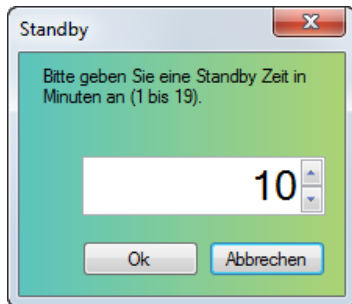 Standby
Bitte geben Sie eine Standby Zeit in
Minuten an (1 bis 19).
10
Ok
Abbrechen